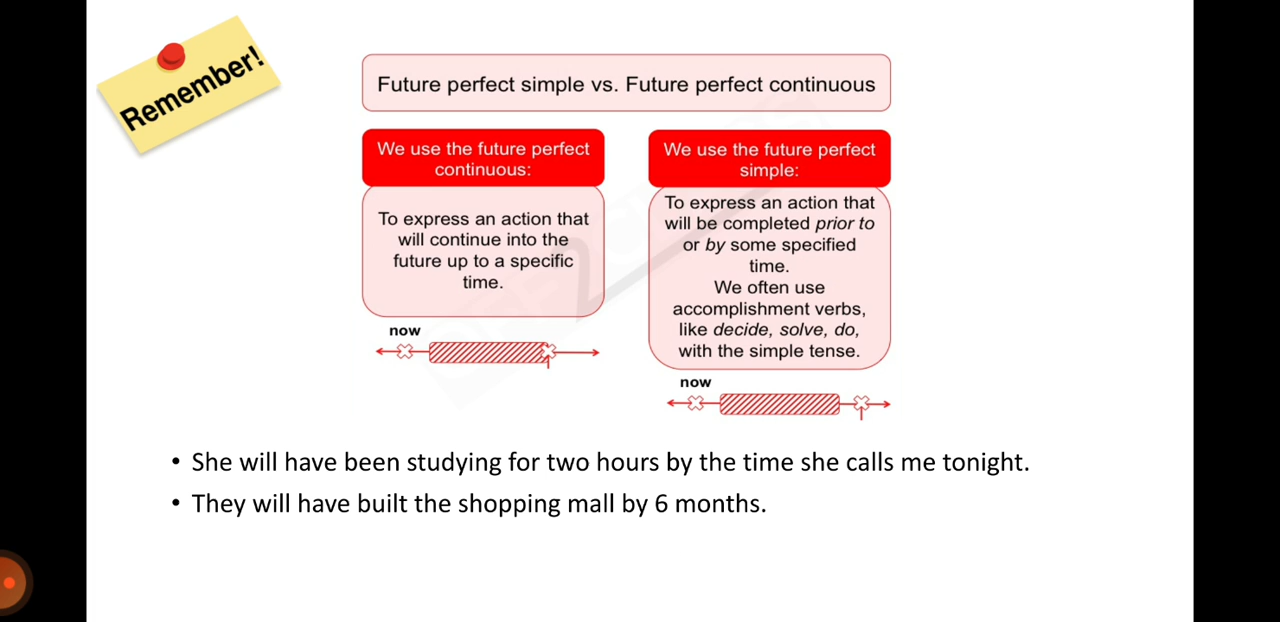 Remember!
Future perfect simple vs. Future perfect continuous
We use the future perfect
continuous:
To express an action that
will continue into the
future up to a specific
time.
now
We use the future perfect
simple:
To express an action that
will be completed prior to
or by some specified
time.
We often use
accomplishment verbs,
like decide, solve, do,
with the simple tense.
now
• She will have been studying for two hours by the time she calls me tonight.
• They will have built the shopping mall by 6 months.